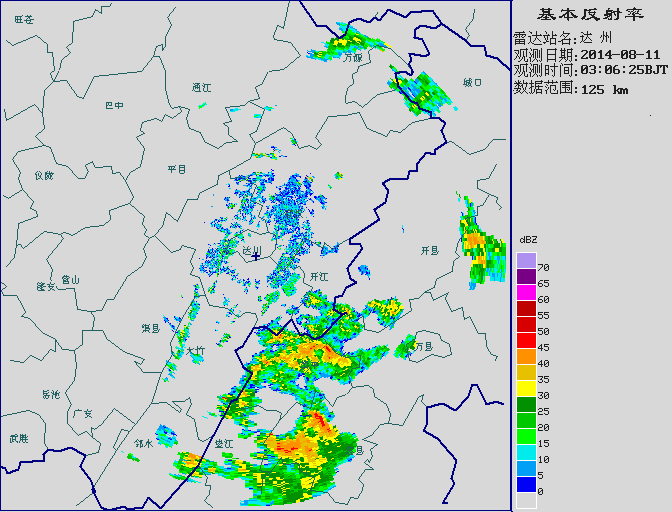 基本反射率
雷达站名:达 州
观测日期:2014-08-11
观测时间:03:06:25BJT
数据范围:125 km
旺苍
万源
城口
通江
巴中
仪陇
平昌
达川
开县
开江
营山
渠县
大竹
万县
岳池
广安
武胜
邻水
垫江
县
dBZ
70
65
60
55
50
45
40
35
30
25
20
15
10
5
0